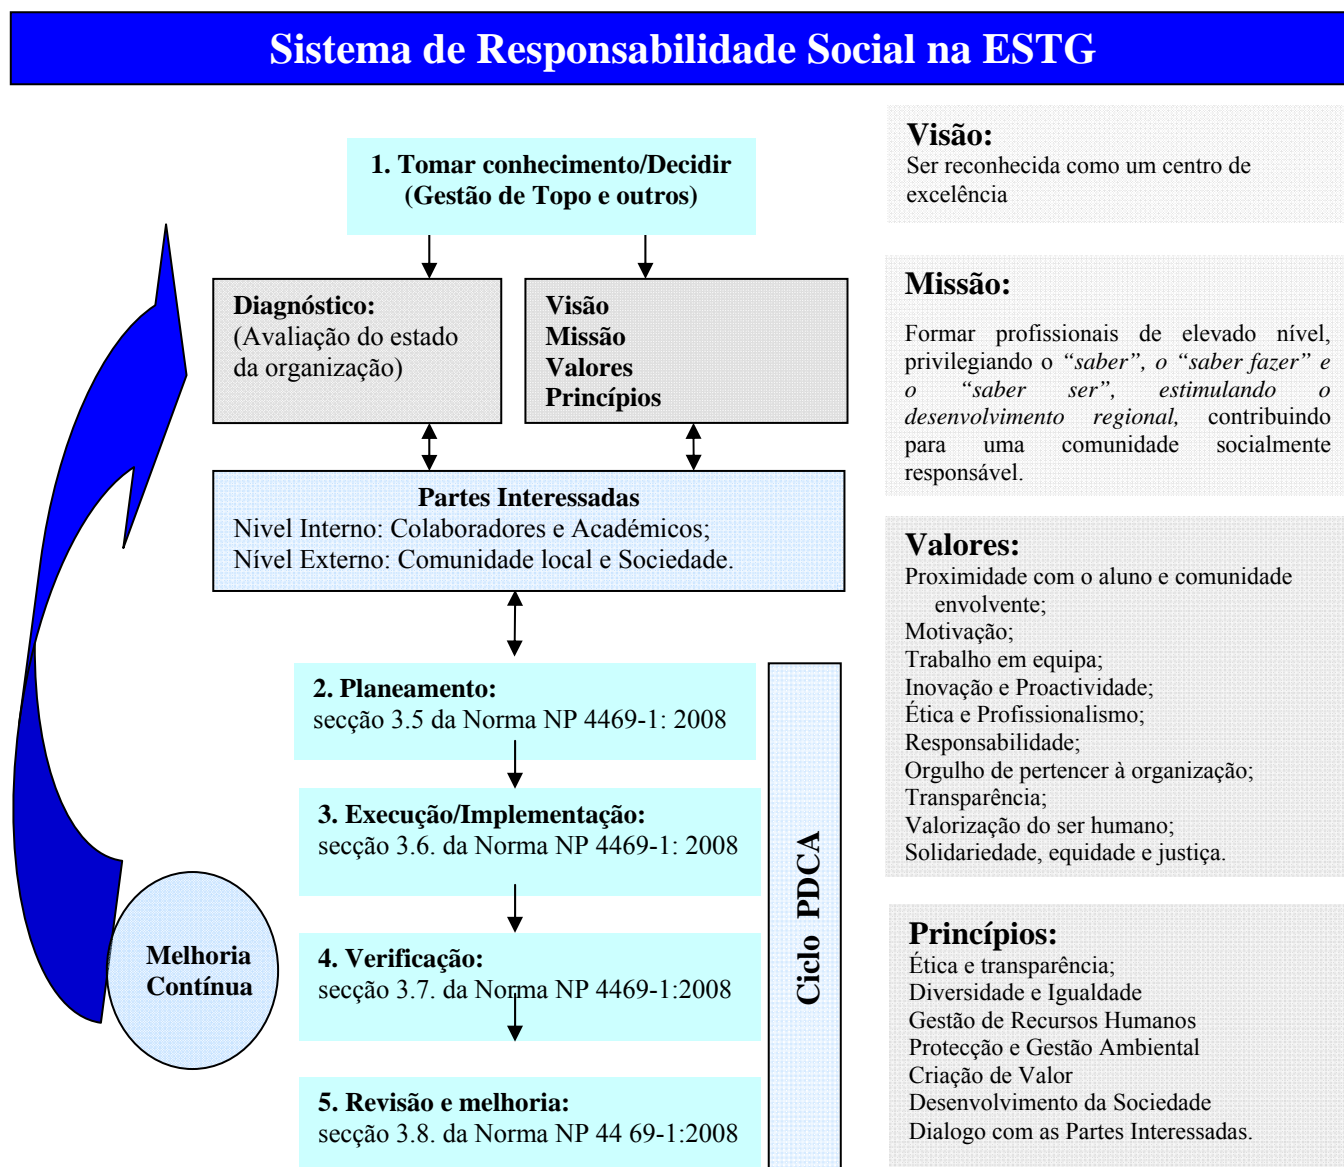 Sistema de Responsabilidade Social na ESTG
1. Tomar conhecimento/Decidir
(Gestão de Topo e outros)
Diagnóstico:
(Avaliação do estado
da organização)
Visão
Missão
Valores
Princípios
Partes Interessadas
Nivel Interno: Colaboradores e Académicos;
Nível Externo: Comunidade local e Sociedade.
2. Planeamento:
secção 3.5 da Norma NP 4469-1: 2008
3. Execução/Implementação:
secção 3.6. da Norma NP 4469-1: 2008
4. Verificação:
secção 3.7. da Norma NP 4469-1:2008
5. Revisão e melhoria:
secção 3.8. da Norma NP 44 69-1:2008
Ciclo PDCA
Melhoria
Contínua
Visão:
Ser reconhecida como um centro de
excelência
Missão:
Formar profissionais de elevado nível,
privilegiando o “saber”, o “saber fazer” e
o “saber ser”, estimulando o
desenvolvimento regional, contribuindo
para uma comunidade socialmente
responsável.
Valores:
Proximidade com o aluno e comunidade
envolvente;
Motivação;
Trabalho em equipa;
Inovação e Proactividade;
Ética e Profissionalismo;
Responsabilidade;
Orgulho de pertencer à organização;
Transparência;
Valorização do ser humano;
Solidariedade, equidade e justiça.
Princípios:
Ética e transparência;
Diversidade e Igualdade
Gestão de Recursos Humanos
Protecção e Gestão Ambiental
Criação de Valor
Desenvolvimento da Sociedade
Dialogo com as Partes Interessadas.